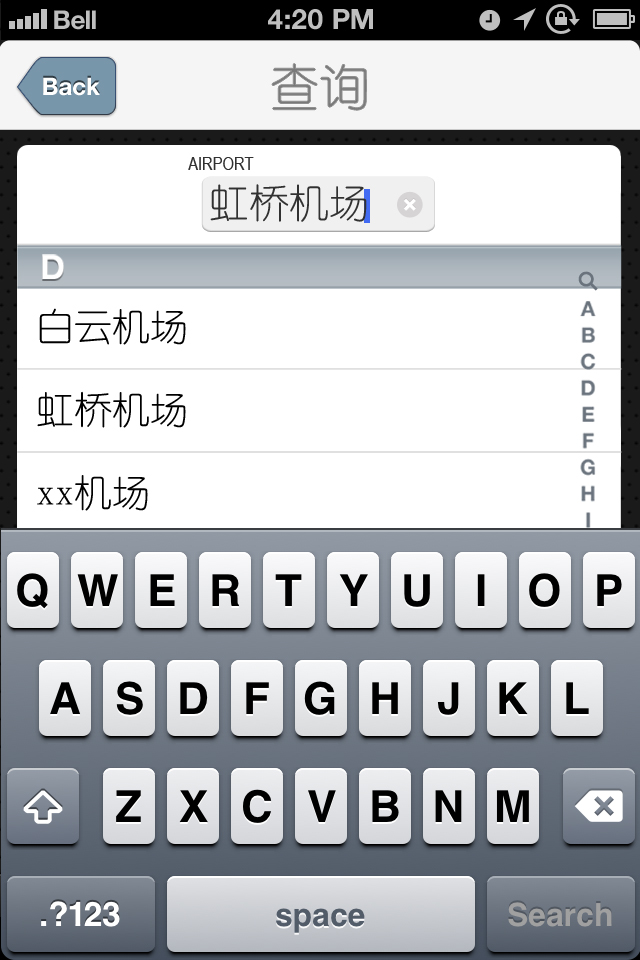 Bell 4:20 PM
Back 查询
AIRPORT
虹桥机场
D
白云机场
虹桥机场
xx机场
A
B
C
D
E
F
G
H
I
Q W E R T Y U I O P
A S D F G H J K L
Z X C V B N M
.?123 space Search